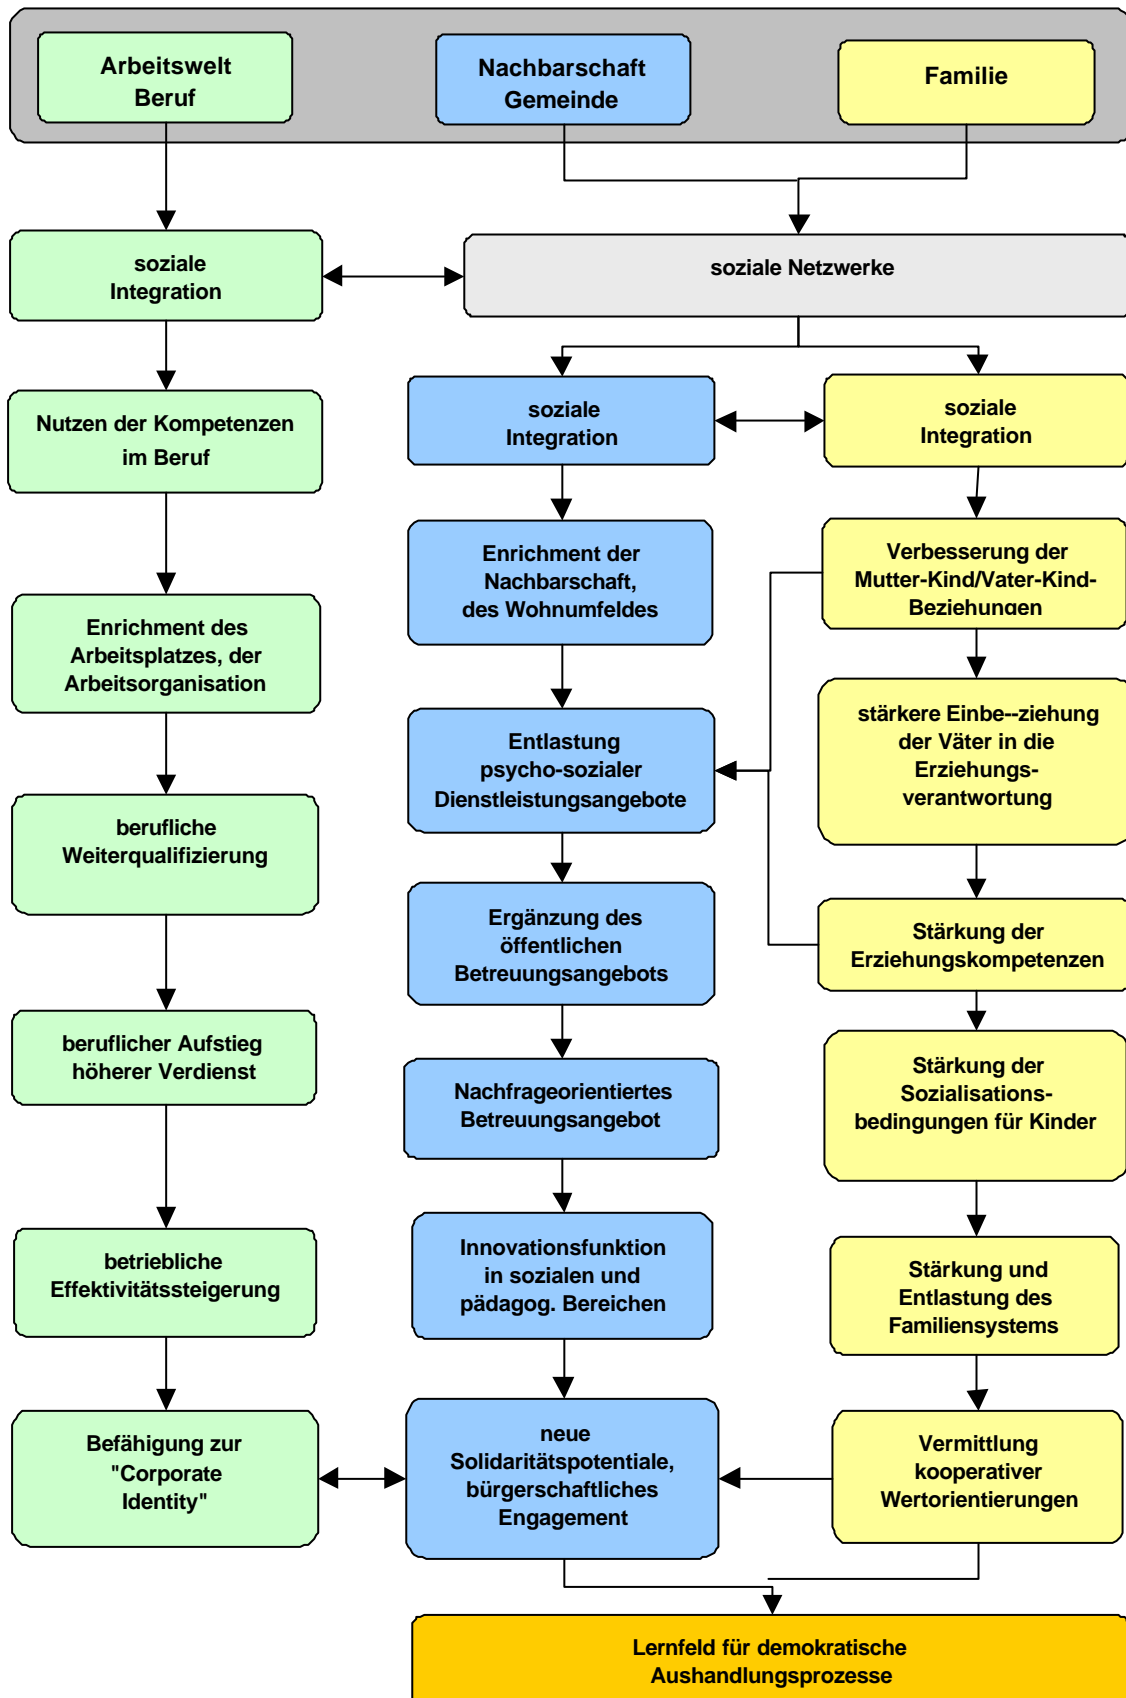 Arbeitswelt
Beruf
Nachbarschaft
Gemeinde
Familie
soziale
Integration
soziale Netzwerke
Nutzen der Kompetenzen
im Beruf
soziale
Integration
soziale
Integration
Enrichment der
Nachbarschaft,
des Wohnumfeldes
Verbesserung der
Mutter-Kind/Vater-Kind-
Beziehungen
Enrichment des
Arbeitsplatzes, der
Arbeitsorganisation
Entlastung
psycho-sozialer
Dienstleistungsangebote
stärkere Einbe--ziehung
der Väter in die
Erziehungs-
verantwortung
berufliche
Weiterqualifizierung
Ergänzung des
öffentlichen
Betreuungsangebots
Stärkung der
Erziehungskompetenzen
beruflicher Aufstieg
höherer Verdienst
Nachfrageorientiertes
Betreuungsangebot
Stärkung der
Sozialisations-
bedingungen für Kinder
betriebliche
Effektivitätssteigerung
Innovationsfunktion
in sozialen und
pädagog. Bereichen
Stärkung und
Entlastung des
Familiensystems
Befähigung zur
"Corporate
Identity"
neue
Solidaritätspotentiale,
bürgerschaftliches
Engagement
Vermittlung
kooperativer
Wertorientierungen
Lernfeld für demokratische
Aushandlungsprozesse